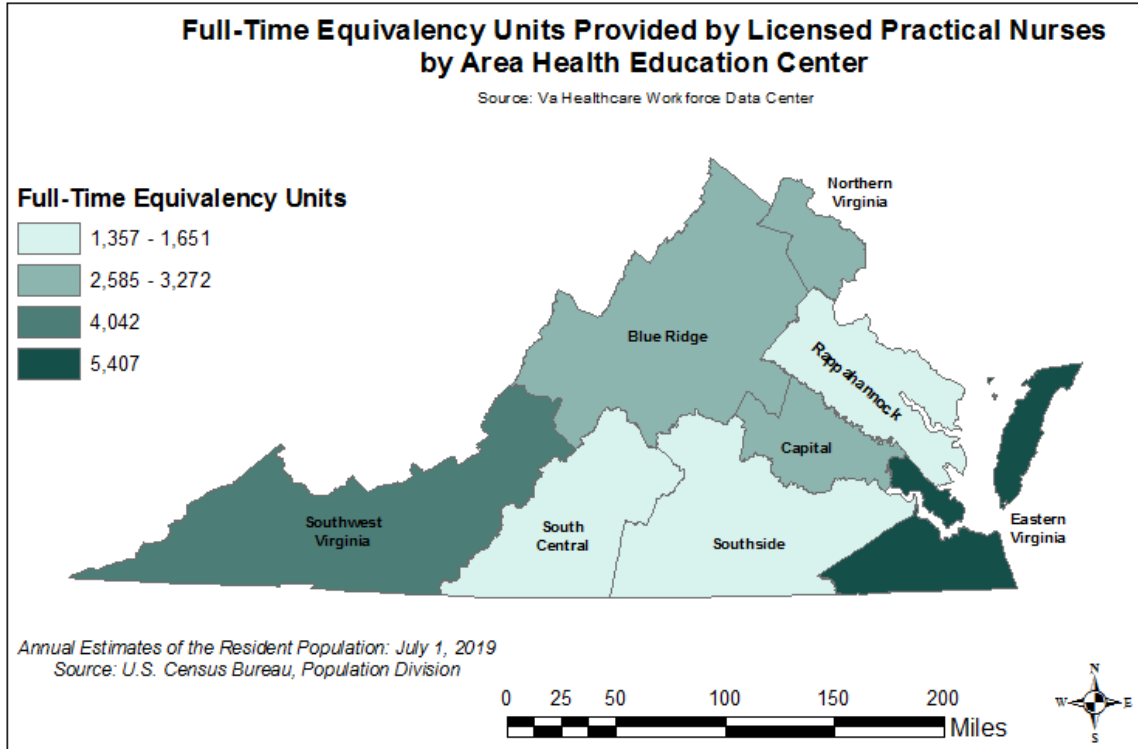 Full-Time Equivalency Units Provided by Licensed Practical Nurses
by Area Health Education Center
Source: Va Healthcare Workforce Data Center
Full-Time Equivalency Units
1,357 - 1,651
2,585 - 3,272
4,042
5,407
Northern
Virginia
Blue Ridge
Rappahannock
Capital
Southwest
Virginia
South
Central
Southside
Eastern
Virginia
Annual Estimates of the Resident Population: July 1, 2019
Source: U.S. Census Bureau, Population Division
0 25 50 100 150 200
Miles
N
W E
S